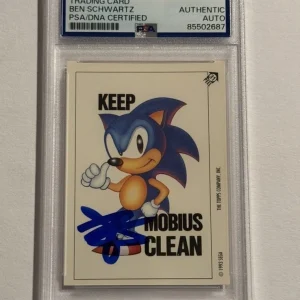 TRADING CARD
BEN SCHWARTZ
PSA/DNA CERTIFIED
AUTHENTIC
AUTO
85502687
PSA
KEEP
MOBIUS
CLEAN
THE TOPPS COMPANY, INC.
© 1993 SEGA